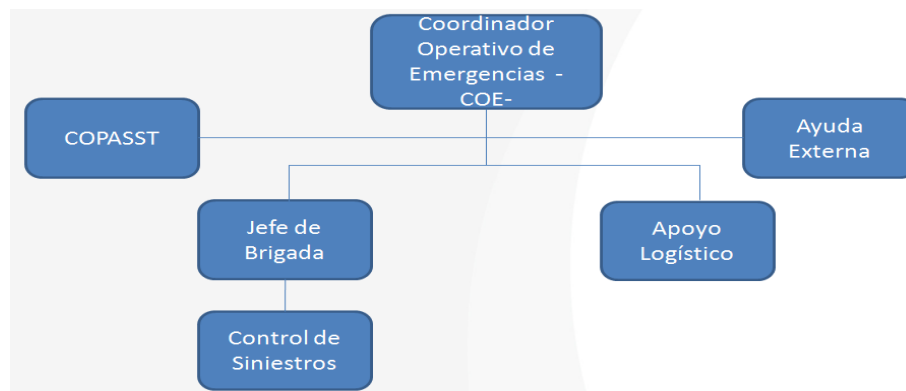 Coordinador
Operativo de
Emergencias -
COE-
COPASST
Ayuda
Externa
Jefe de
Brigada
Apoyo
Logístico
Control de
Siniestros